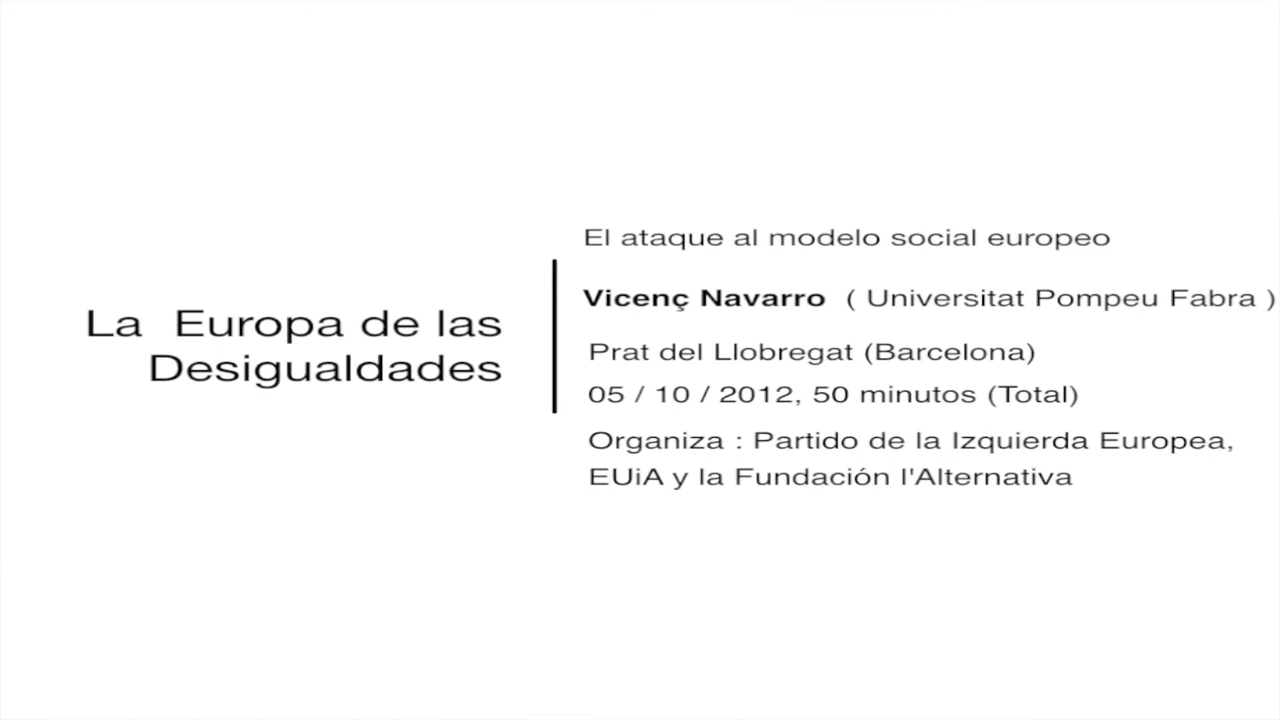 La Europa de las
Desigualdades
El ataque al modelo social europeo
Vicenç Navarro ( Universitat Pompeu Fabra )
Prat del Llobregat (Barcelona)
05 / 10 / 2012, 50 minutos (Total)
Organiza : Partido de la Izquierda Europea,
EUiA y la Fundación l'Alternativa